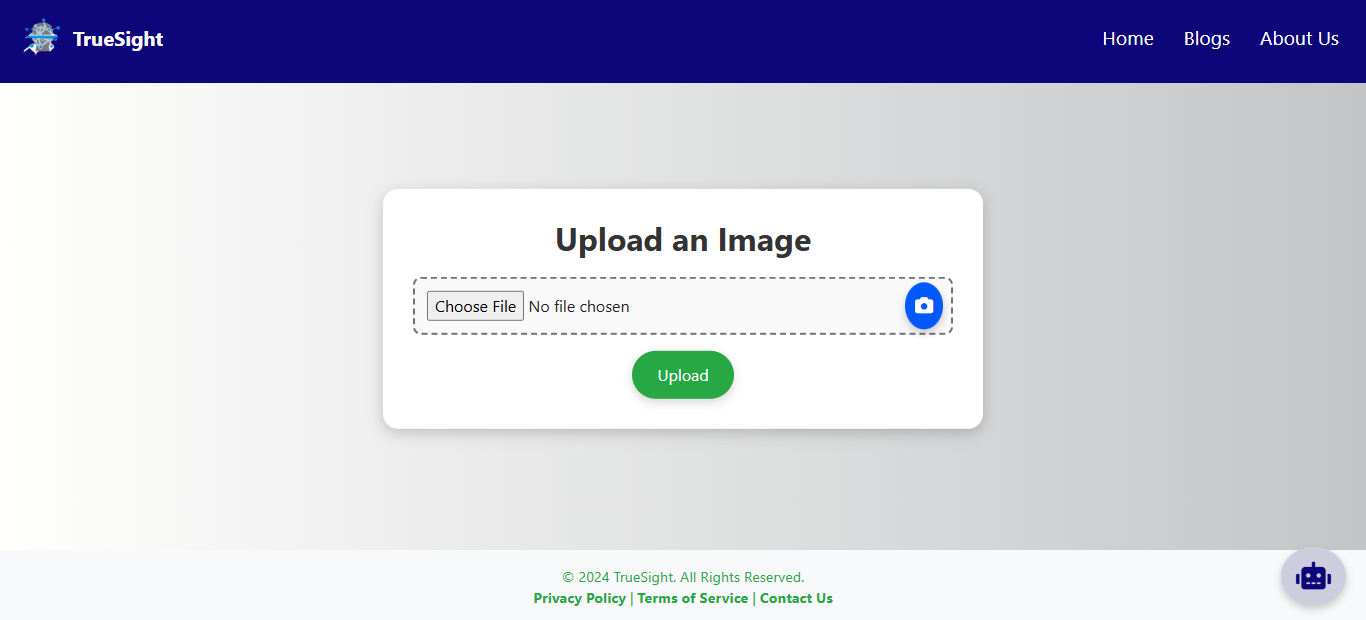 TrueSight
Home Blogs About Us
Upload an Image
Choose File No file chosen
Upload
© 2024 TrueSight. All Rights Reserved.
Privacy Policy | Terms of Service | Contact Us